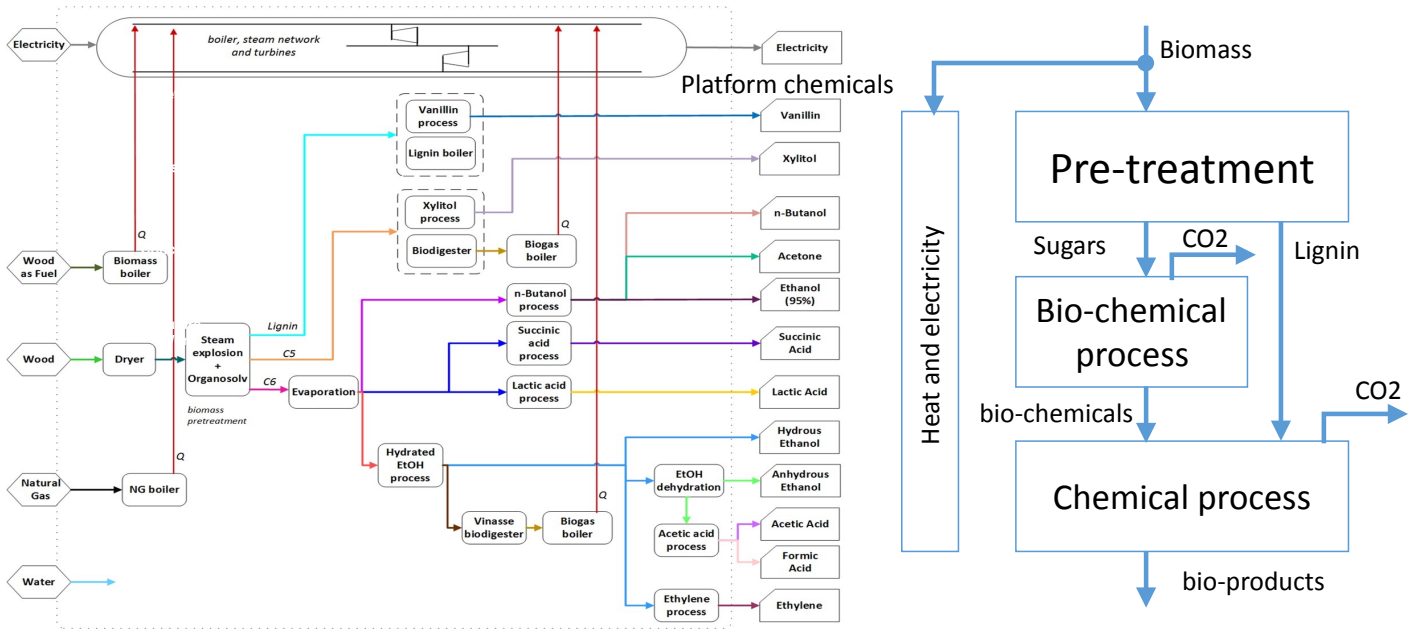 Electricity
boiler, steam network
and turbines
Electricity
Platform chemicals
Vanillin
process
Lignin boiler
Vanillin
Xylitol
Xylitol
process
Biodigester
Biogas
boiler
Q
n-Butanol
Acetone
Ethanol
(95%)
Q
Wood
as Fuel
Biomass
boiler
n-Butanol
process
Succinic
acid process
Succinic
Acid
Wood
Dryer
Steam
explosion
+
Organosolv
Lignin
C5
C6
biomass
pretreatment
Evaporation
Lactic acid
process
Lactic Acid
Hydrated
EtOH
process
Hydrous
Ethanol
EtOH
dehydration
Anhydrous
Ethanol
Q
Natural
Gas
NG boiler
Q
Vinasse
biodigester
Biogas
boiler
Acetic acid
process
Acetic Acid
Formic
Acid
Water
Ethylene
process
Ethylene
Biomass
Heat and electricity
Pre-treatment
Sugars
CO2
Lignin
Bio-chemical
process
bio-chemicals
CO2
Chemical process
bio-products